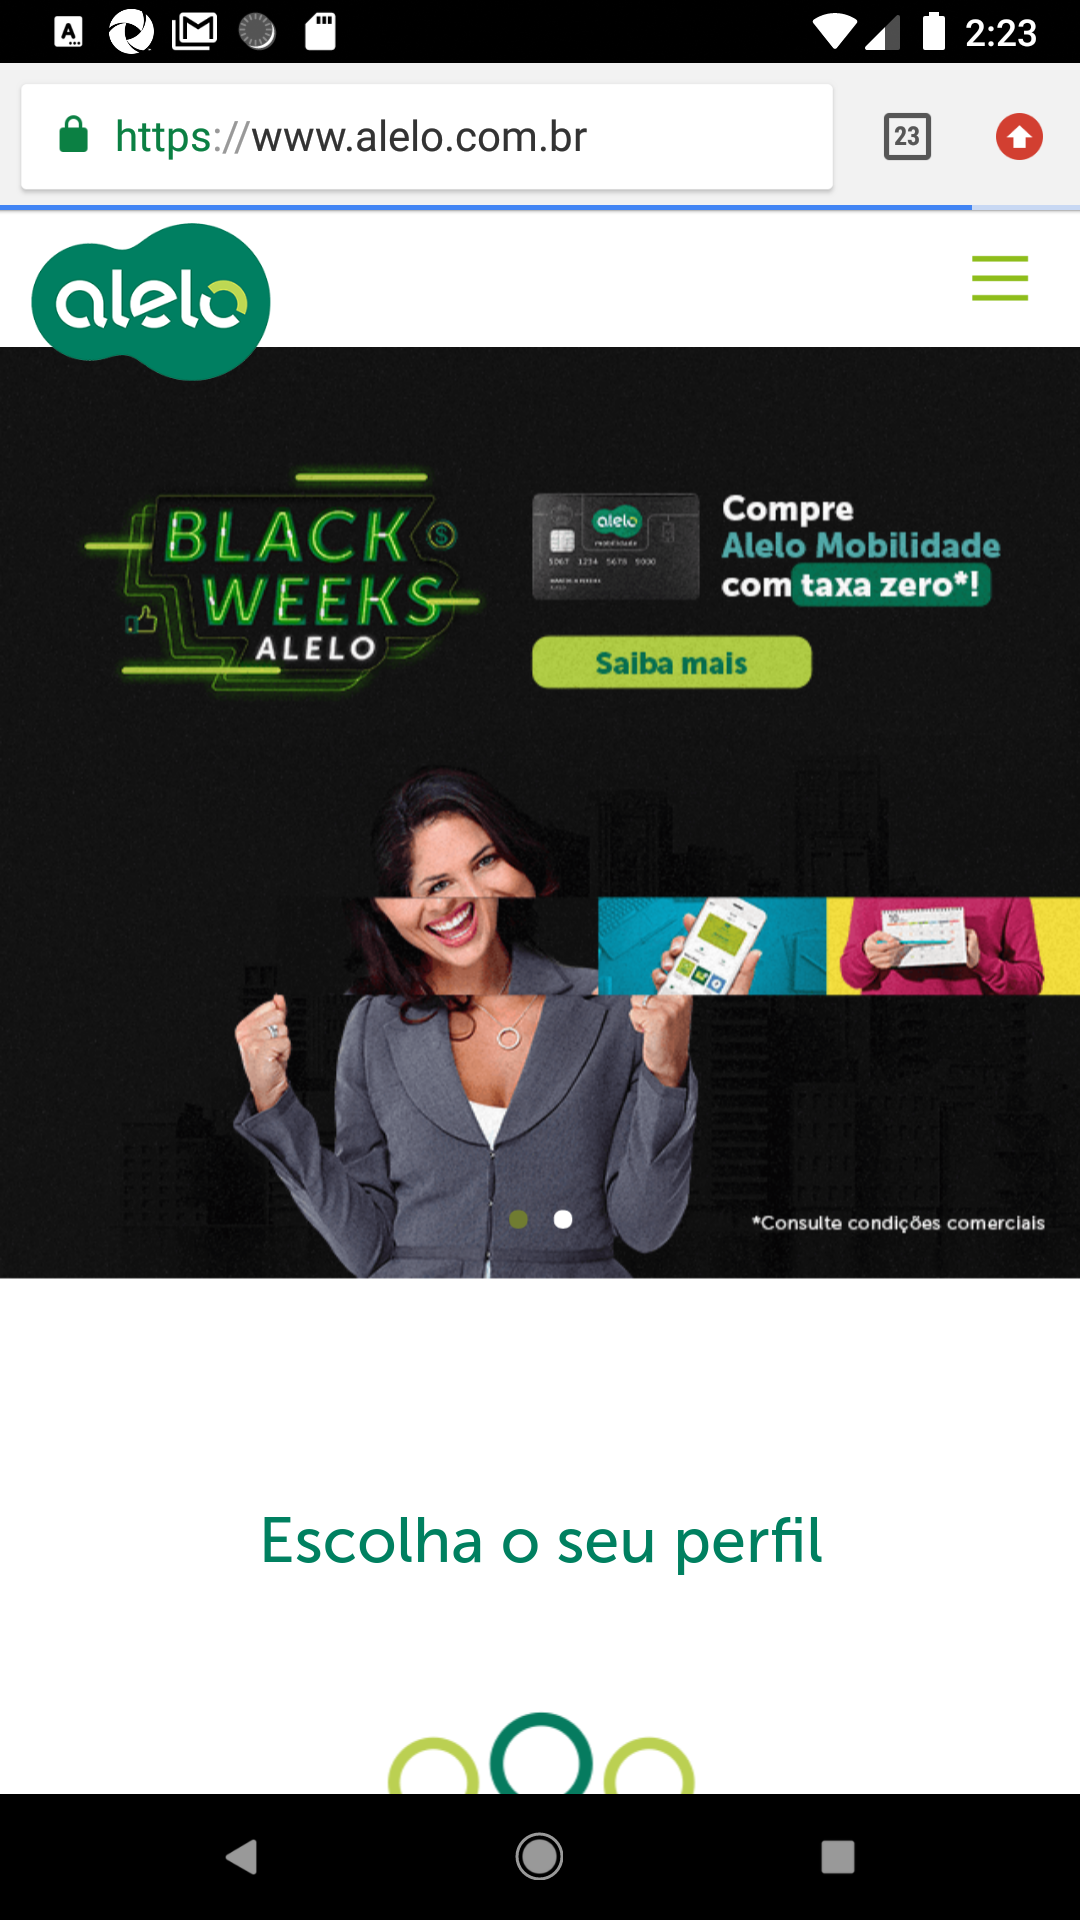 2:23
https://www.alelo.com.br
23
alelo
BLACK
WEEKS
ALELO
alelo
mobilidade
5067 1234 5678 9000
Compre
Alelo Mobilidade
com taxa zero*!
Saiba mais
*Consulte condições comerciais
Escolha o seu perfil